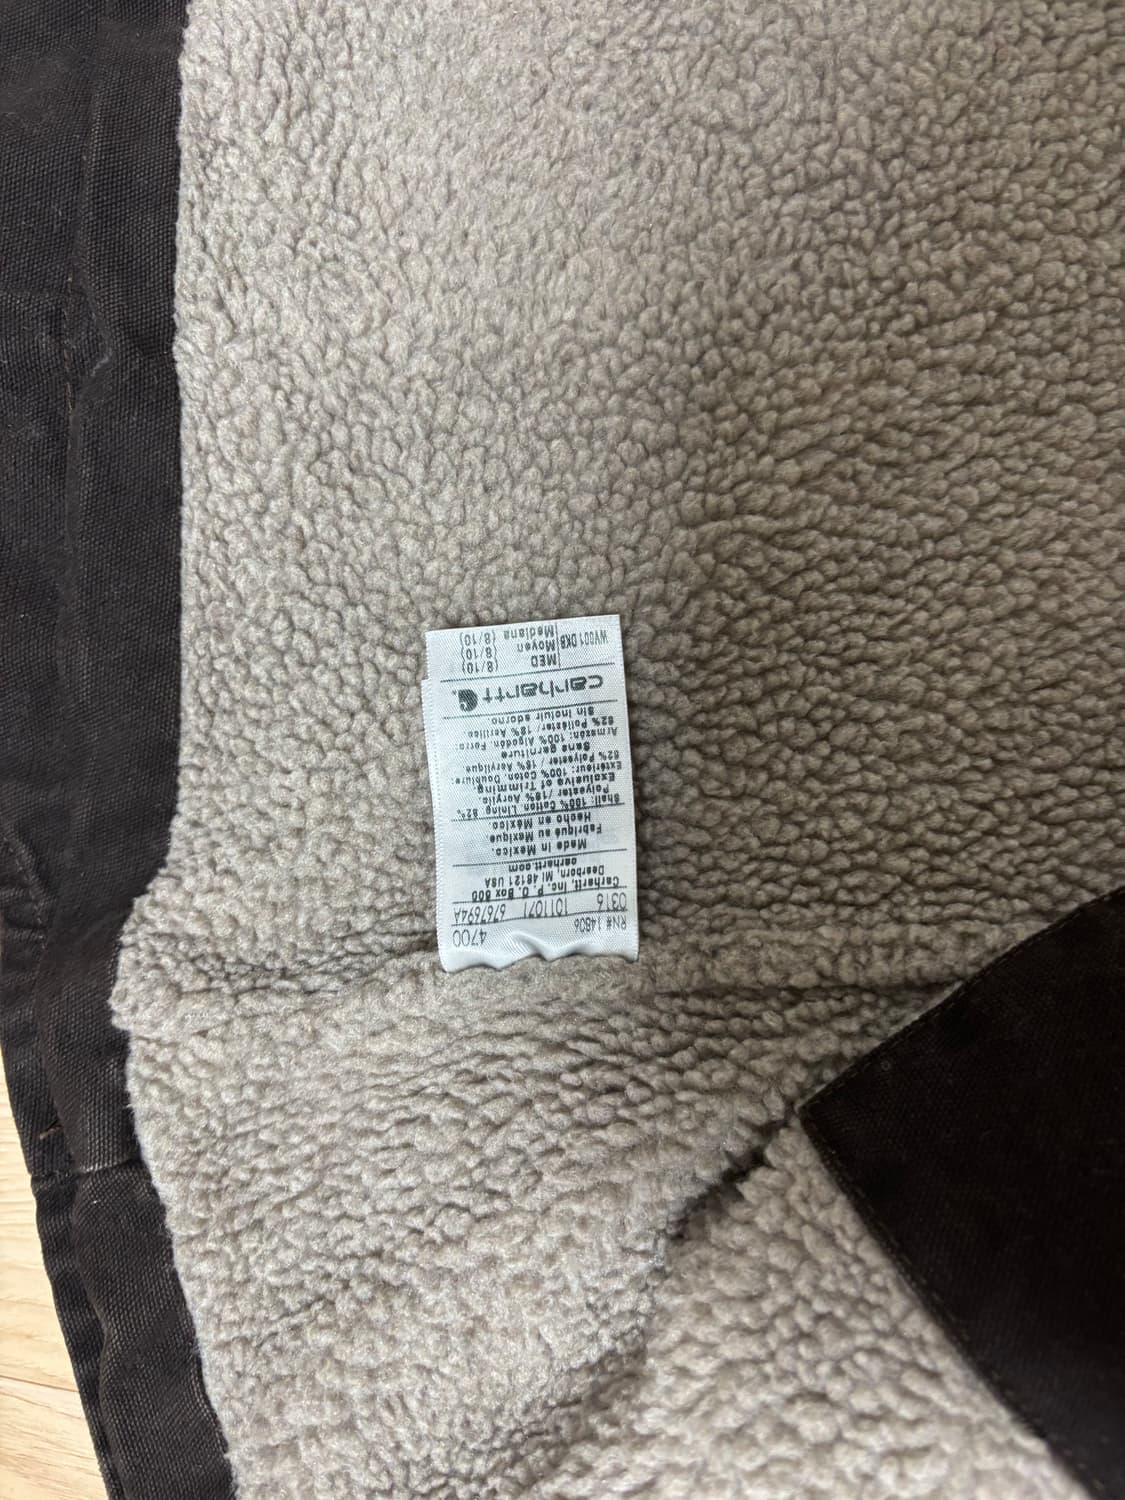 RN# 14806 4700
0316 1011071 6767694A
Carhartt, Inc. P. O. Box 600
Dearborn, MI 48121 USA
carhartt.com
Made in Mexico.
Fabriqué au Mexique
Hecho en México
Shell: 100% Cotton Lining 82%
Polyester/18% Acrylic.
Exclusive of Trimming
Extérieur: 100% Coton. Doublure:
82% Polyester / 18% Acrylique
Sans garniture
Armazón: 100% Algodón. Forro:
82% Poliéster/ 18% Acrílico.
Sin incluir adorno.
carhartt
MED (8/10)
Moyen (8/10)
WV001DKB Mediana (8/10)